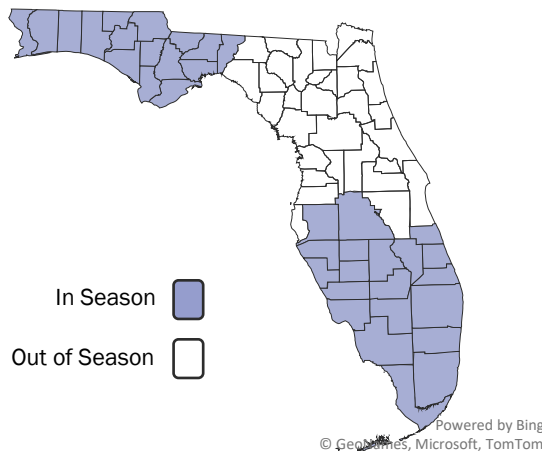 In Season
Out of Season
Powered by Bing
© GeoNames, Microsoft, TomTom